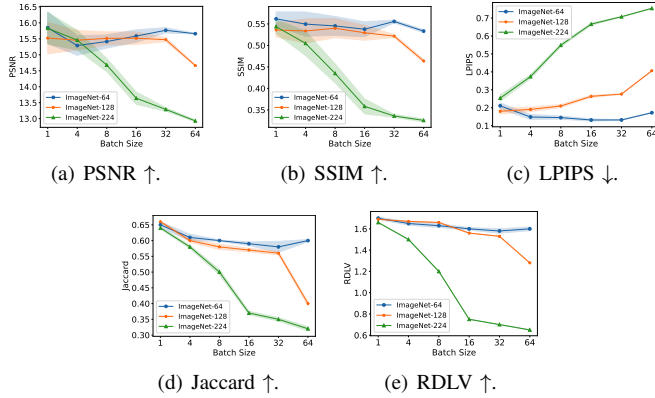 16.0
15.5
15.0
14.5
14.0
13.5
13.0
PSNR
ImageNet-64
ImageNet-128
ImageNet-224
1 4 8 16 32 64
Batch Size
(a) PSNR ↑.
0.55
0.50
0.45
0.40
0.35
SSIM
ImageNet-64
ImageNet-128
ImageNet-224
1 4 8 16 32 64
Batch Size
(b) SSIM ↑.
0.7
0.6
0.5
0.4
0.3
0.2
0.1
LPIPS
ImageNet-64
ImageNet-128
ImageNet-224
1 4 8 16 32 64
Batch Size
(c) LPIPS ↓.
0.65
0.60
0.55
0.50
0.45
0.40
0.35
0.30
Jaccard
ImageNet-64
ImageNet-128
ImageNet-224
1 4 8 16 32 64
Batch Size
(d) Jaccard ↑.
1.6
1.4
1.2
1.0
0.8
0.6
RDLV
ImageNet-64
ImageNet-128
ImageNet-224
1 4 8 16 32 64
Batch Size
(e) RDLV ↑.